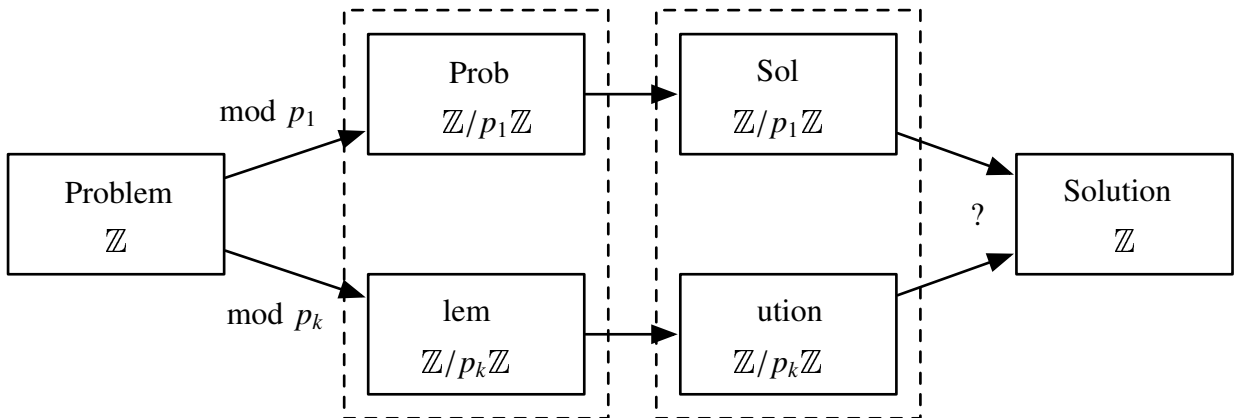 Prob
ℤ/p₁ℤ
Sol
ℤ/p₁ℤ
mod p₁
Problem
ℤ
Solution
ℤ
?
mod pₖ
lem
ℤ/pₖℤ
ution
ℤ/pₖℤ